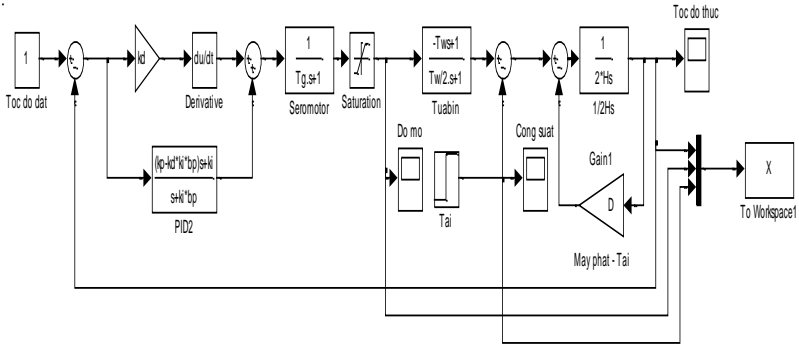 Toc do thuc
1
Toc do dat
kd
du/dt
Derivative
1
Tg.s+1
Seromotor
Saturation
-Tws+1
Tw/2.s+1
Tuabin
1
2*Hs
1/2Hs
(kp-kd*ki*bp)s+ki
s+ki*bp
PID2
Do mo
Tai
Cong suat
Gain1
D
May phat - Tai
X
To Workspace1